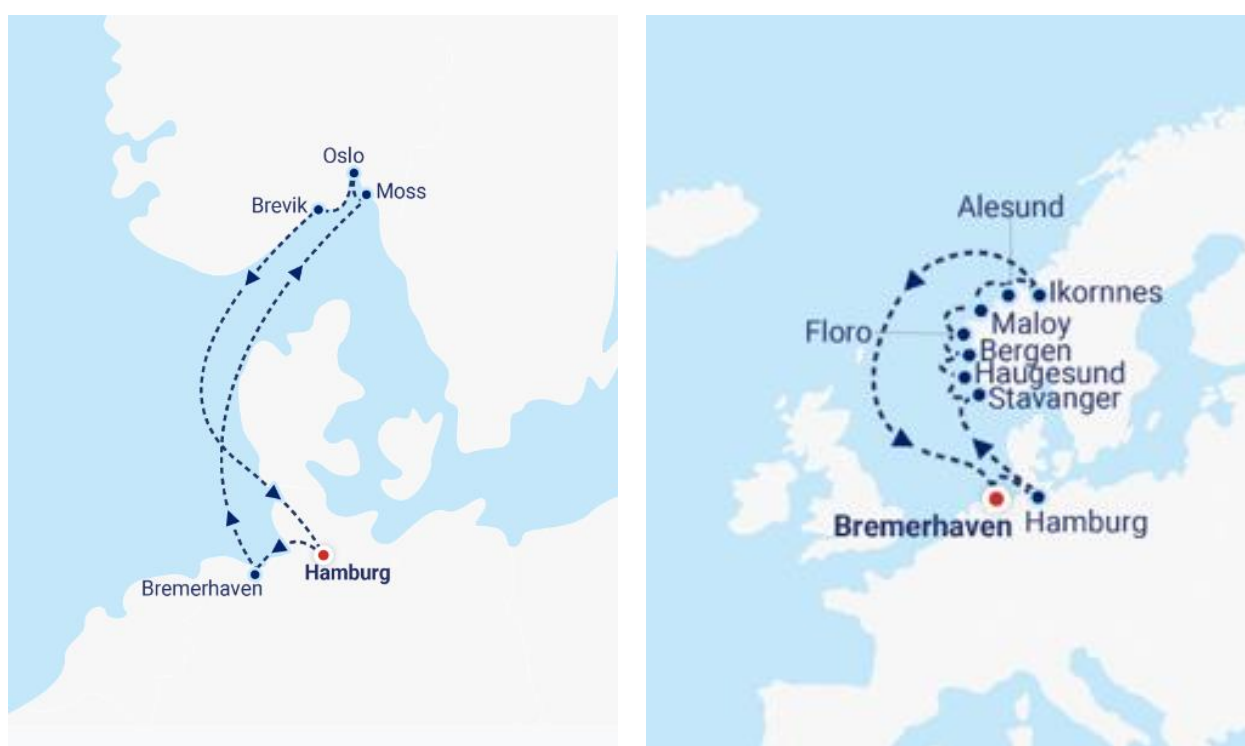 Oslo
Moss
Brevik
Bremerhaven
Hamburg
Alesund
Ikornnes
Maloy
Floro
Bergen
Haugesund
Stavanger
Bremerhaven
Hamburg